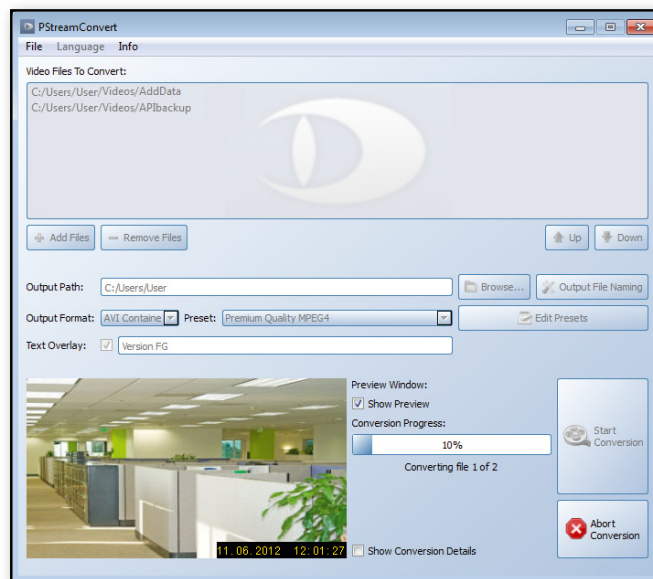 PStreamConvert
File Language Info
Video Files To Convert:
C:/Users/User/Videos/AddData
C:/Users/User/Videos/APIbackup
Add Files Remove Files Up Down
Output Path: C:/Users/User Browse... Output File Naming
Output Format: AVI Containe Preset: Premium Quality MPEG4 Edit Presets
Text Overlay: Version FG
Preview Window:
Show Preview
Conversion Progress:
10%
Converting file 1 of 2
Start
Conversion
Abort
Conversion
11.06.2012 12:01:27
Show Conversion Details